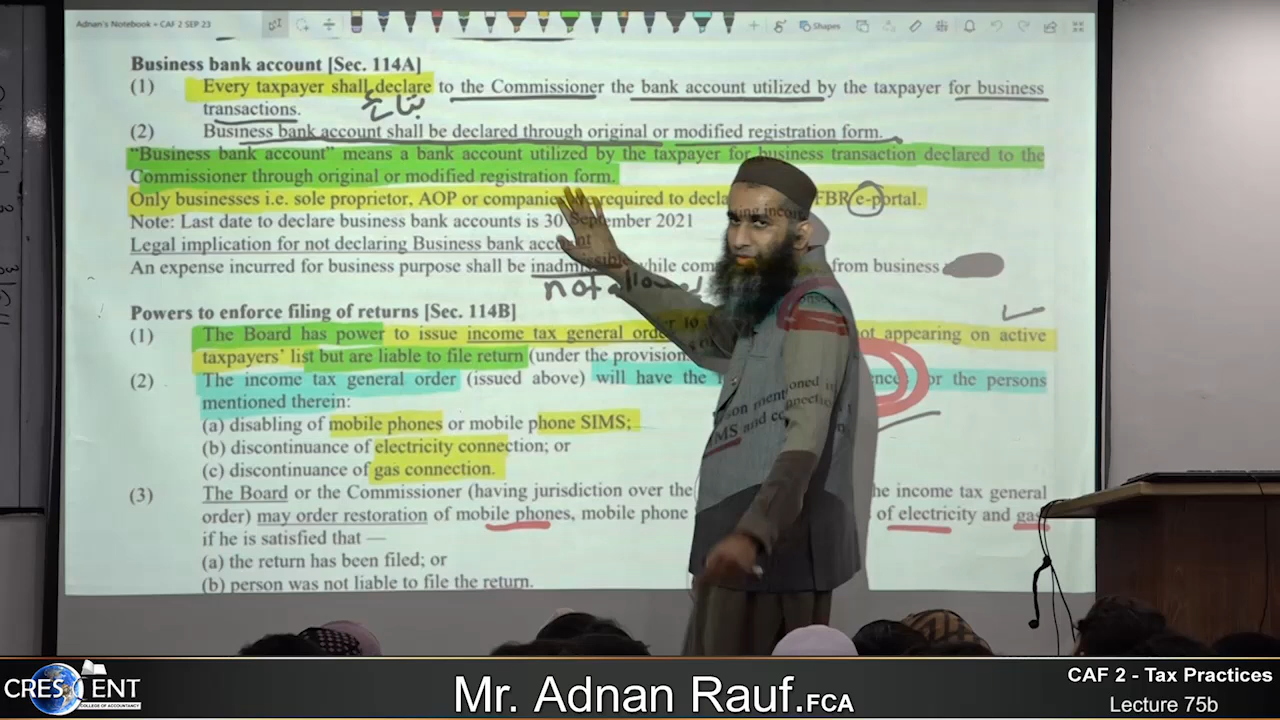 Adnan's Notebook • CAF 2 SEP 23
Shapes
Business bank account [Sec. 114A]
(1) Every taxpayer shall declare to the Commissioner the bank account utilized by the taxpayer for business
transactions.
(2) Business bank account shall be declared through original or modified registration form.
"Business bank account" means a bank account utilized by the taxpayer for business transaction declared to the
Commissioner through original or modified registration form.
Only businesses i.e. sole proprietor, AOP or companies are required to FBR e-portal.
Note: Last date to declare business bank accounts is 30 September 2021
Legal implication for not declaring Business bank account
An expense incurred for business purpose shall be inadmissible while from business
not allowed
Powers to enforce filing of returns [Sec. 114B]
(1) The Board has power to issue income tax general order to not appearing on active
taxpayers' list but are liable to file return (under the
(2) The income tax general order (issued above) will have the for the persons
mentioned therein:
(a) disabling of mobile phones or mobile phone SIMS;
(b) discontinuance of electricity connection; or
(c) discontinuance of gas connection.
(3) The Board or the Commissioner (having jurisdiction over the the income tax general
order) may order restoration of mobile phones, mobile phone of electricity and gas
if he is satisfied that —
(a) the return has been filed; or
(b) person was not liable to file the return.
CRESCENT
COLLEGE OF ACCOUNTANCY
Mr. Adnan Rauf.FCA
CAF 2 - Tax Practices
Lecture 75b